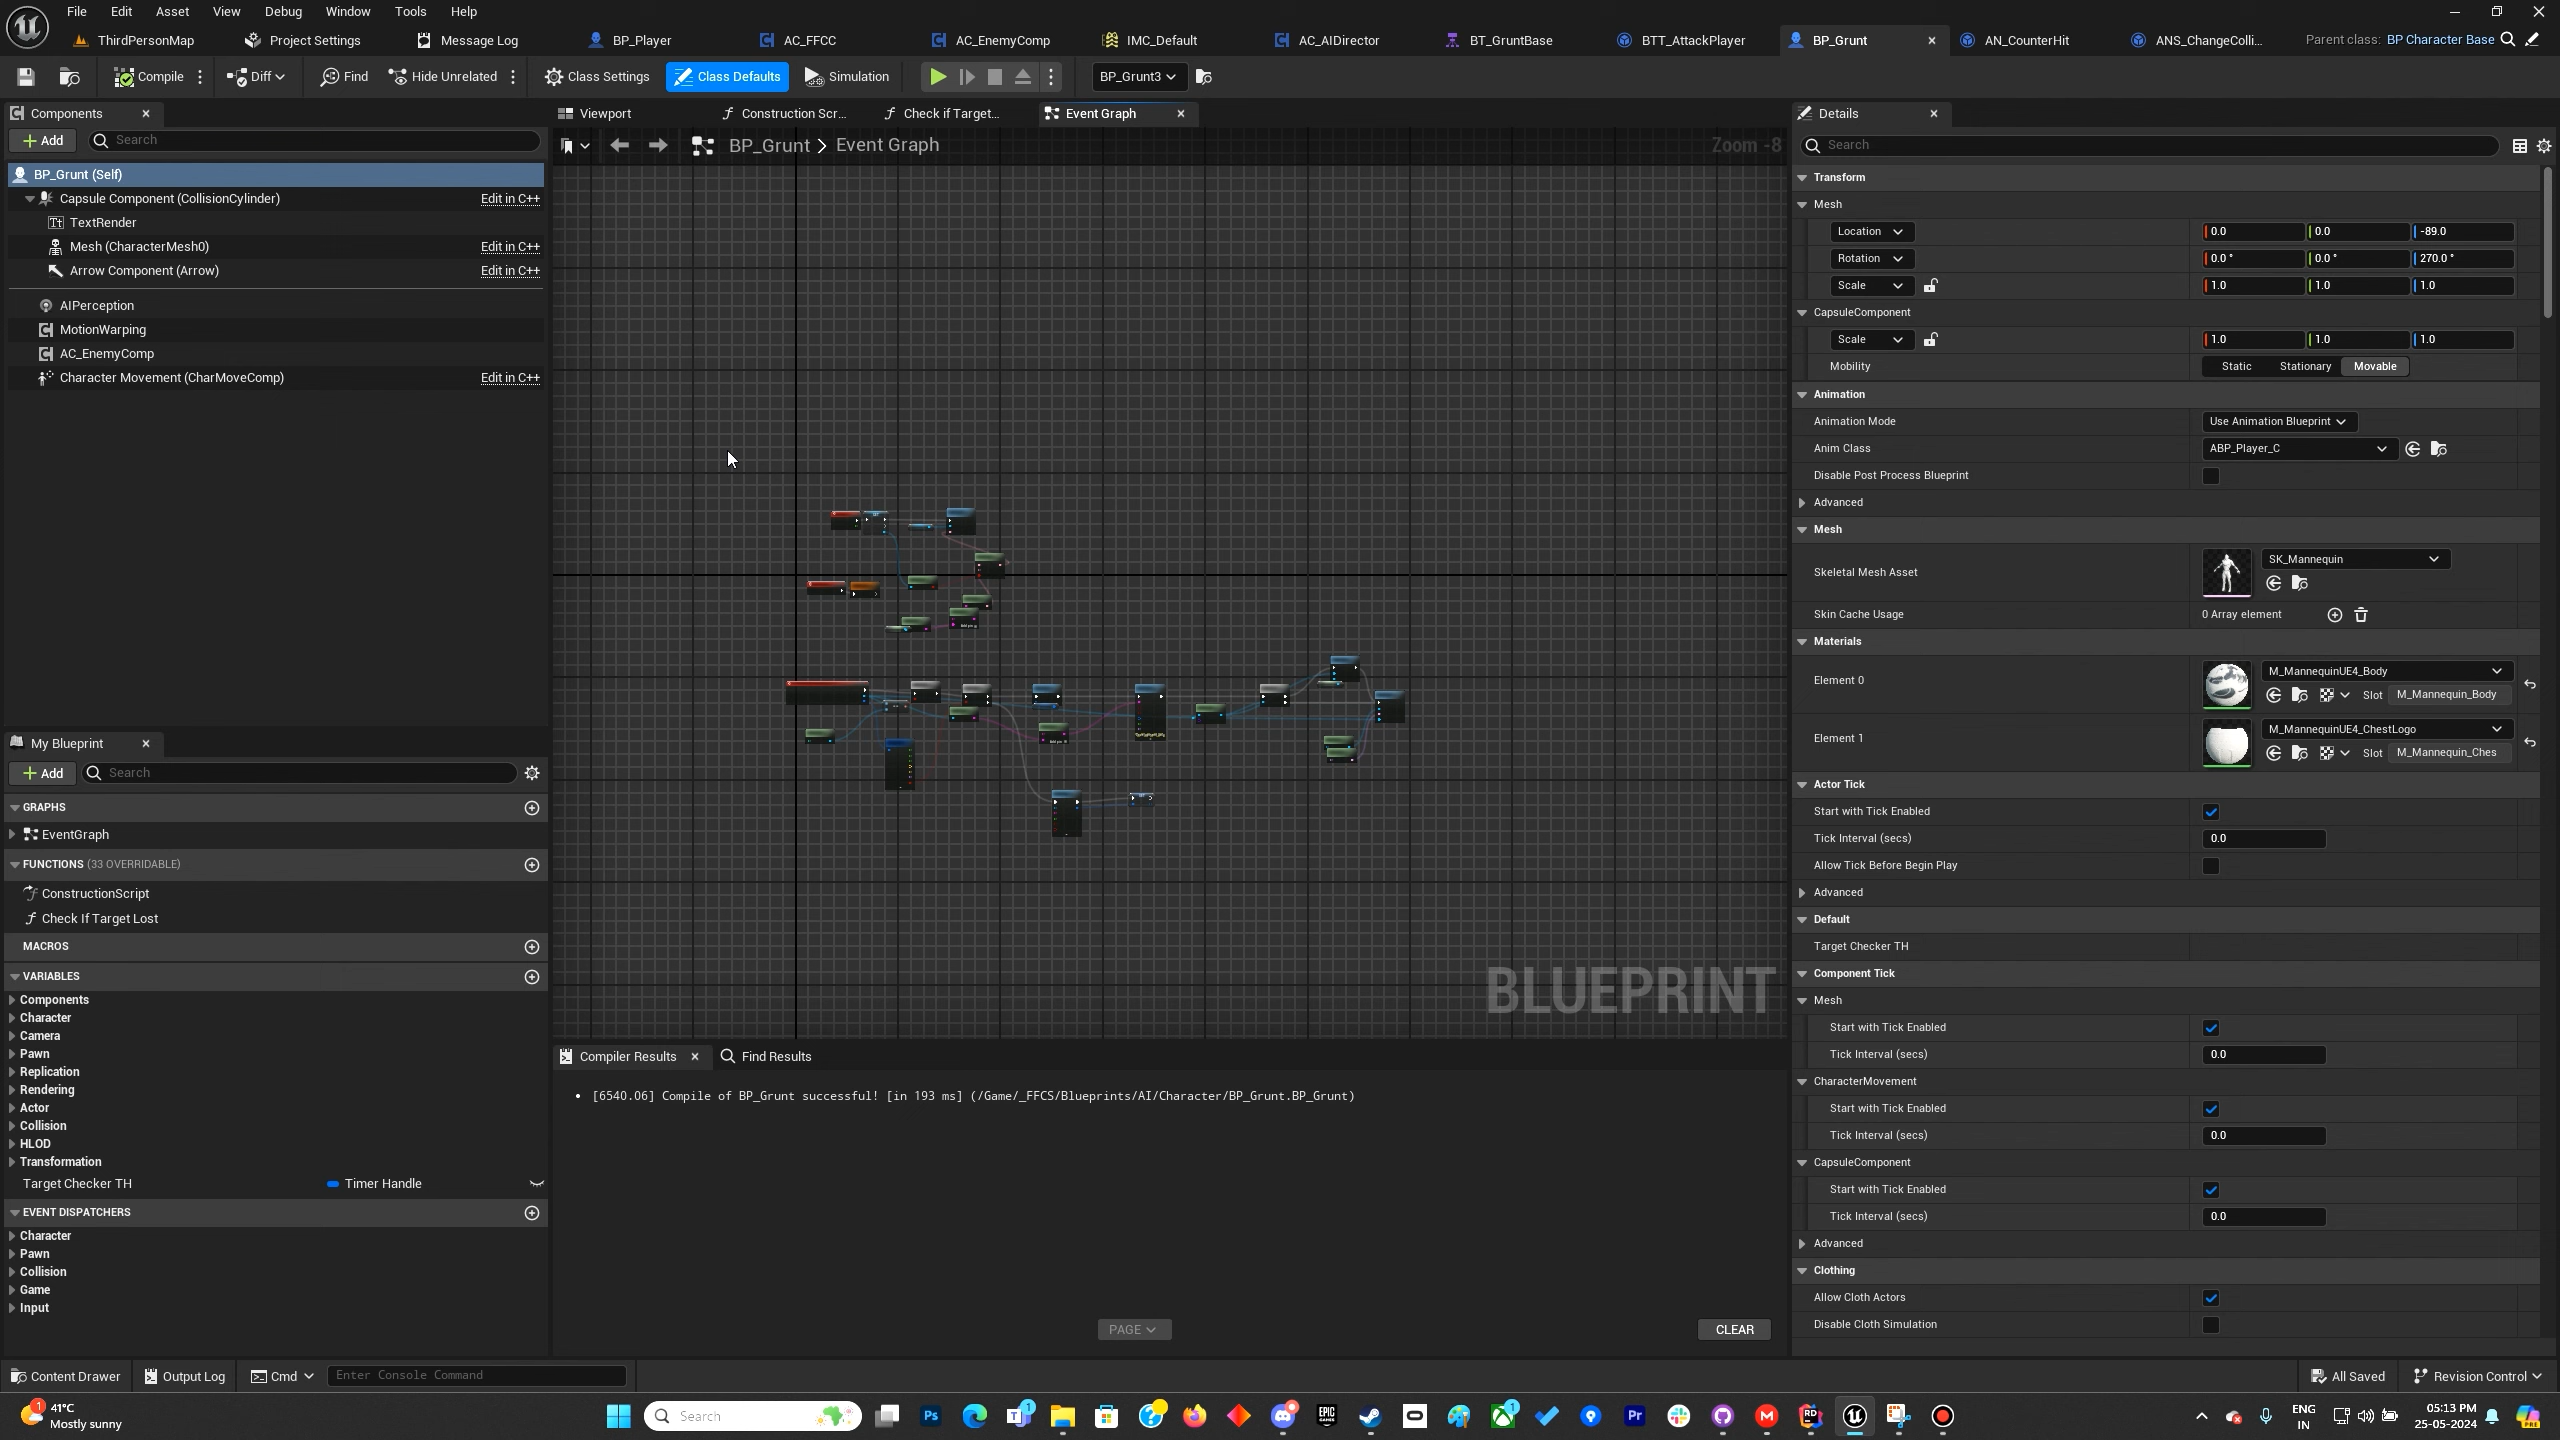 File Edit Asset View Debug Window Tools Help
ThirdPersonMap Project Settings Message Log BP_Player AC_FFCC AC_EnemyComp IMC_Default AC_AIDirector BT_GruntBase BTT_AttackPlayer BP_Grunt AN_CounterHit ANS_ChangeColli... Parent class: BP Character Base
Compile Diff Find Hide Unrelated Class Settings Class Defaults Simulation BP_Grunt3
Components
Add Search
BP_Grunt (Self)
Capsule Component (CollisionCylinder) Edit in C++
TextRender
Mesh (CharacterMesh0) Edit in C++
Arrow Component (Arrow) Edit in C++
AIPerception
MotionWarping
AC_EnemyComp
Character Movement (CharMoveComp) Edit in C++
My Blueprint
Add Search
GRAPHS
EventGraph
FUNCTIONS (33 OVERRIDABLE)
ConstructionScript
Check If Target Lost
MACROS
VARIABLES
Components
Character
Camera
Pawn
Replication
Rendering
Actor
Collision
HLOD
Transformation
Target Checker TH Timer Handle
EVENT DISPATCHERS
Character
Pawn
Collision
Game
Input
Viewport Construction Scr... Check if Target... Event Graph
BP_Grunt > Event Graph Zoom -8
BLUEPRINT
Compiler Results Find Results
[6540.06] Compile of BP_Grunt successful! [in 193 ms] (/Game/_FFCS/Blueprints/AI/Character/BP_Grunt.BP_Grunt)
PAGE CLEAR
Details
Search
Transform
Mesh
Location 0.0 0.0 -89.0
Rotation 0.0 ° 0.0 ° 270.0 °
Scale 1.0 1.0 1.0
CapsuleComponent
Scale 1.0 1.0 1.0
Mobility Static Stationary Movable
Animation
Animation Mode Use Animation Blueprint
Anim Class ABP_Player_C
Disable Post Process Blueprint
Advanced
Mesh
Skeletal Mesh Asset SK_Mannequin
Skin Cache Usage 0 Array element
Materials
Element 0 M_MannequinUE4_Body
Slot M_Mannequin_Body
Element 1 M_MannequinUE4_ChestLogo
Slot M_Mannequin_Ches
Actor Tick
Start with Tick Enabled
Tick Interval (secs) 0.0
Allow Tick Before Begin Play
Advanced
Default
Target Checker TH
Component Tick
Mesh
Start with Tick Enabled
Tick Interval (secs) 0.0
CharacterMovement
Start with Tick Enabled
Tick Interval (secs) 0.0
CapsuleComponent
Start with Tick Enabled
Tick Interval (secs) 0.0
Advanced
Clothing
Allow Cloth Actors
Disable Cloth Simulation
Content Drawer Output Log Cmd Enter Console Command All Saved Revision Control
41°C
Mostly sunny
Search
ENG
IN
05:13 PM
25-05-2024